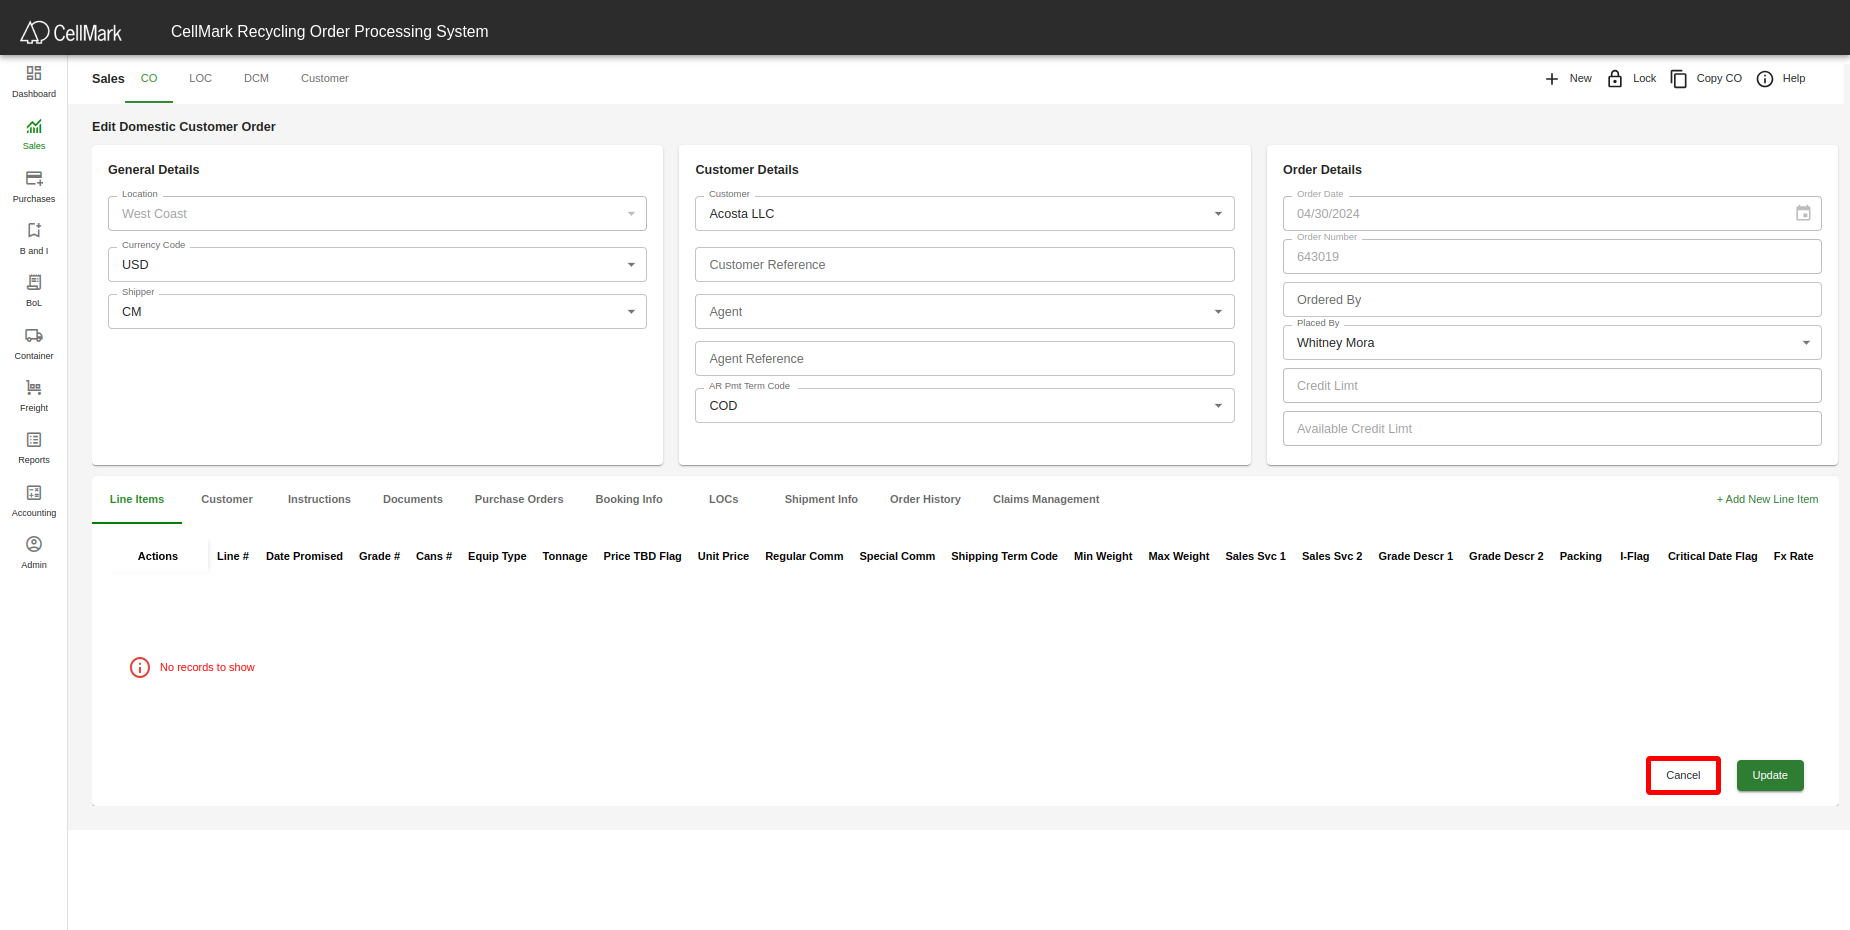 CellMark
CellMark Recycling Order Processing System
Dashboard
Sales
Purchases
B and I
BoL
Container
Freight
Reports
Accounting
Admin
Sales CO LOC DCM Customer
New Lock Copy CO Help
Edit Domestic Customer Order
General Details
Location
West Coast
Currency Code
USD
Shipper
CM
Customer Details
Customer
Acosta LLC
Customer Reference
Agent
Agent Reference
AR Pmt Term Code
COD
Order Details
Order Date
04/30/2024
Order Number
643019
Ordered By
Placed By
Whitney Mora
Credit Limt
Available Credit Limt
Line Items Customer Instructions Documents Purchase Orders Booking Info LOCs Shipment Info Order History Claims Management + Add New Line Item
Actions Line # Date Promised Grade # Cans # Equip Type Tonnage Price TBD Flag Unit Price Regular Comm Special Comm Shipping Term Code Min Weight Max Weight Sales Svc 1 Sales Svc 2 Grade Descr 1 Grade Descr 2 Packing I-Flag Critical Date Flag Fx Rate
No records to show
Cancel Update